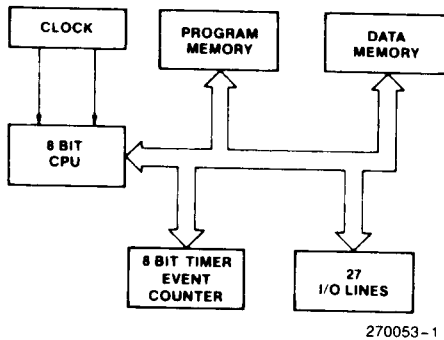 CLOCK
PROGRAM
MEMORY
DATA
MEMORY
8 BIT
CPU
8 BIT TIMER
EVENT
COUNTER
27
I/O LINES
270053-1